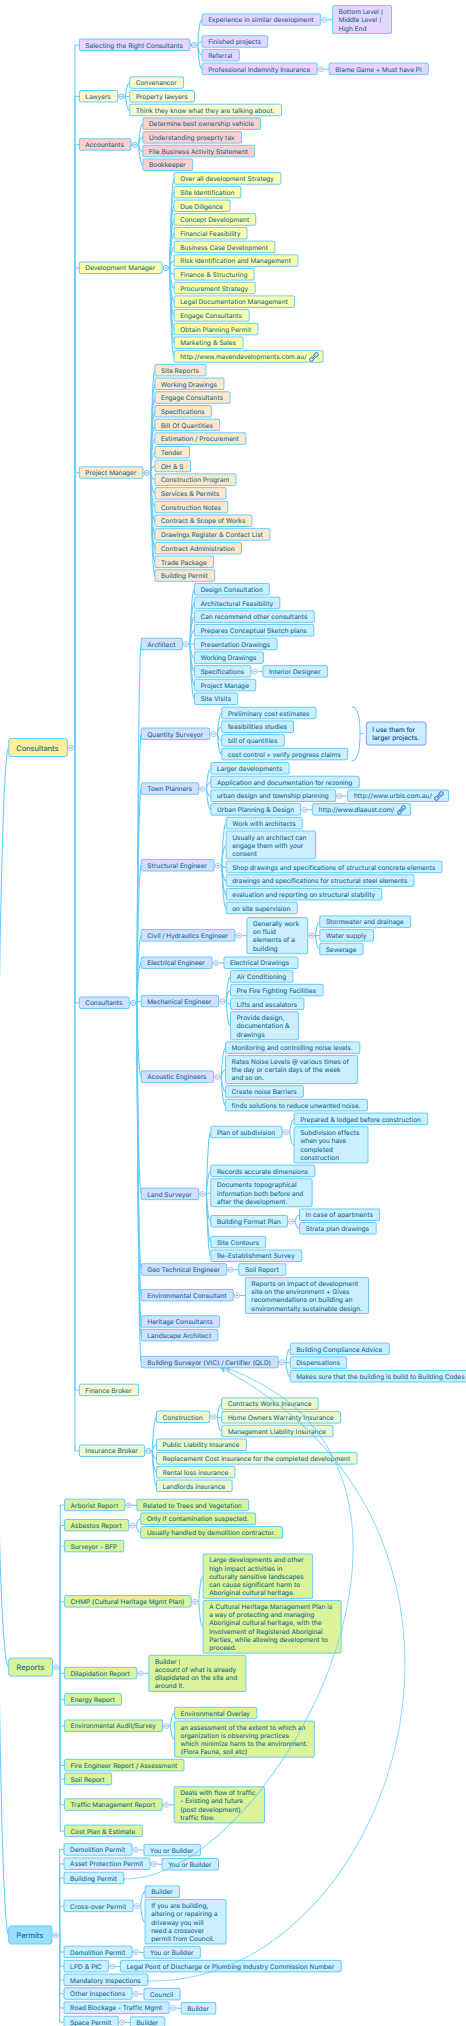 Bottom Level |
Middle Level |
High End
Experience in similar development
Finished projects
Selecting the Right Consultants
Referral
Professional Indemnity Insurance
Blame Game + Must have PI
Convenancor
Lawyers
Property lawyers
Think they know what they are talking about.
Determine best ownership vehicle
Understanding proeprty tax
Accountants
File Business Activity Statement
Bookkeeper
Over all development Strategy
Site Identification
Due Diligence
Concept Development
Financial Feasibility
Business Case Development
Risk Identification and Management
Development Manager
Finance & Structuring
Procurement Strategy
Legal Documentation Management
Engage Consultants
Obtain Planning Permit
Marketing & Sales
http://www.mavendevelopments.com.au/
Site Reports
Working Drawings
Engage Consultants
Specifications
Bill Of Quantities
Estimation / Procurement
Tender
OH & S
Project Manager
Construction Program
Services & Permits
Construction Notes
Contract & Scope of Works
Drawings Register & Contact List
Contract Administration
Trade Package
Building Permit
Design Consultation
Architectural Feasibility
Can recommend other consultants
Prepares Conceptual Sketch plans
Architect
Presentation Drawings
Working Drawings
Specifications
Interior Designer
Project Manage
Site Visits
Preliminary cost estimates
feasibilities studies
Quantity Surveyor
bill of quantities
cost control + verify progress claims
I use them for
larger projects.
Consultants
Larger developments
Application and documentation for rezoning
Town Planners
urban design and township planning
http://www.urbis.com.au/
Urban Planning & Design
http://www.dlaaust.com/
Work with architects
Usually an architect can
engage them with your
consent
Structural Engineer
Shop drawings and specifications of structural concrete elements
drawings and specifications for structural steel elements
evaluation and reporting on structural stability
on site supervision
Civil / Hydraulics Engineer
Generally work
on fluid
elements of a
building
Stormwater and drainage
Water supply
Sewerage
Electrical Engineer
Electrical Drawings
Air Conditioning
Pre Fire Fighting Facilities
Consultants
Mechanical Engineer
Lifts and escalators
Provide design,
documentation &
drawings
Monitoring and controlling noise levels.
Rates Noise Levels @ various times of
the day or certain days of the week
and so on.
Acoustic Engineers
Create noise Barriers
finds solutions to reduce unwanted noise.
Plan of subdivision
Prepared & lodged before construction
Subdivision effects
when you have
completed
construction
Records accurate dimensions
Documents topographical
information both before and
after the development.
Land Surveyor
Building Format Plan
In case of apartments
Strata plan drawings
Site Contours
Re-Establishment Survey
Geo Technical Engineer
Soil Report
Environmental Consultant
Reports on impact of development
site on the environment + Gives
recommendations on building an
environmentally sustainable design.
Heritage Consultants
Landscape Architect
Building Surveyor (VIC) / Certifier (QLD)
Building Compliance Advice
Dispensations
Makes sure that the building is build to Building Codes
Finance Broker
Construction
Contracts Works Insurance
Home Owners Warranty Insurance
Management Liability Insurance
Public Liability Insurance
Insurance Broker
Replacement Cost insurance for the completed development
Rental loss insurance
Landlords insurance
Arborist Report
Related to Trees and Vegetation
Asbestos Report
Only if contamination suspected.
Usually handled by demolition contractor.
Surveyor - BFP
Large developments and other
high impact activities in
culturally sensitive landscapes
can cause significant harm to
Aboriginal cultural heritage.
CHMP (Cultural Heritage Mgmt Plan)
A Cultural Heritage Management Plan is
a way of protecting and managing
Aboriginal cultural heritage, with the
involvement of Registered Aboriginal
Parties, while allowing development to
proceed.
Reports
Dilapidation Report
Builder |
account of what is already
dilapidated on the site and
around it.
Energy Report
Environmental Audit/Survey
Environmental Overlay
an assessment of the extent to which an
organization is observing practices
which minimize harm to the environment.
(Flora Fauna, soil etc)
Fire Engineer Report / Assessment
Soil Report
Traffic Management Report
Deals with flow of traffic
- Existing and future
(post development)
traffic flow.
Cost Plan & Estimate
Demolition Permit
You or Builder
Asset Protection Permit
You or Builder
Building Permit
Cross-over Permit
Builder
If you are building,
altering or repairing a
driveway you will
need a crossover
permit from Council.
Permits
Demolition Permit
You or Builder
LPD & PIC
Legal Point of Discharge or Plumbing Industry Commission Number
Mandatory Inspections
Other Inspections
Council
Road Blockage - Traffic Mgmt
Builder
Space Permit
Builder